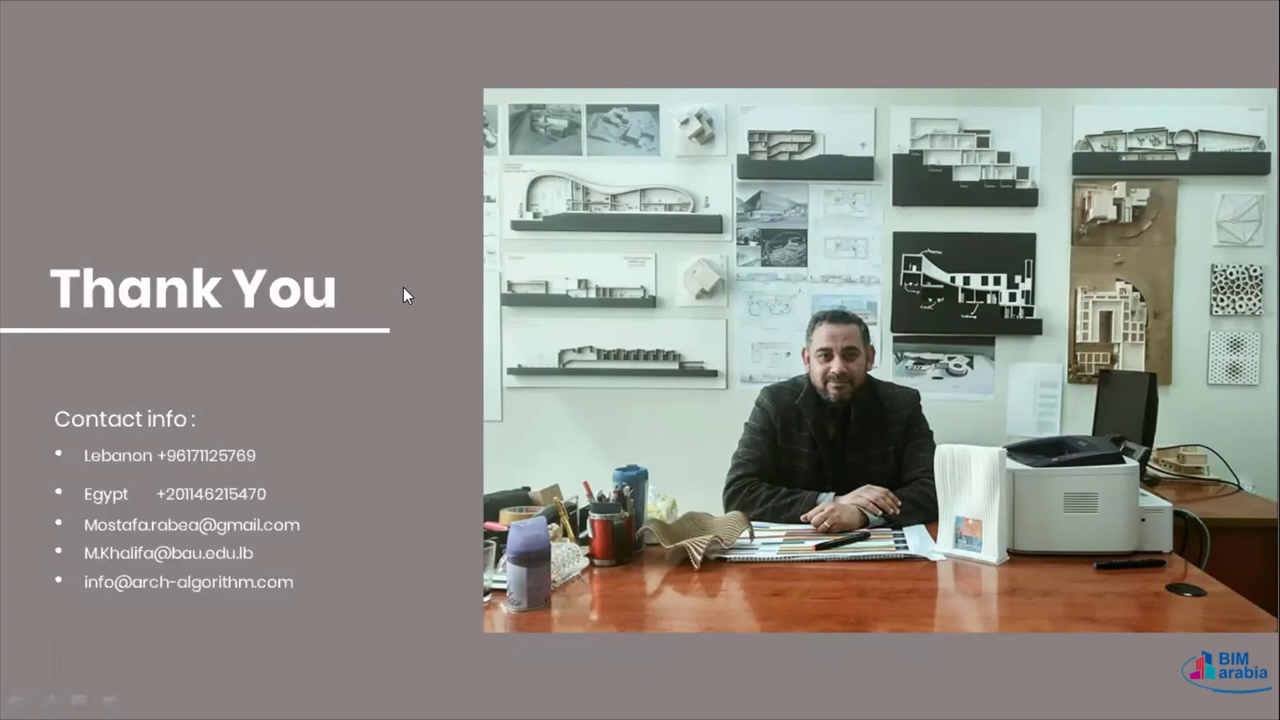 Thank You
Contact info :
• Lebanon +96171125769
• Egypt +201146215470
• Mostafa.rabea@gmail.com
• M.Khalifa@bau.edu.lb
• info@arch-algorithm.com
BIM
arabia